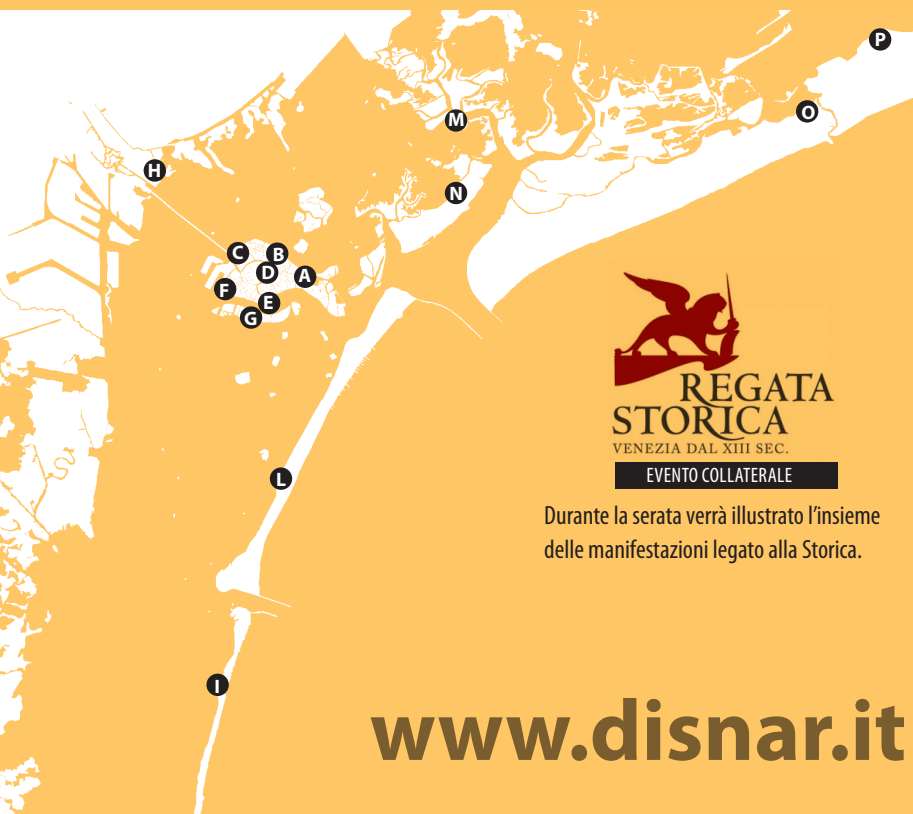 P
O
M
H
N
C
B
D
A
F
E
G
REGATA
STORICA
VENEZIA DAL XIII SEC.
EVENTO COLLATERALE
L
Durante la serata verrà illustrato l'insieme
delle manifestazioni legato alla Storica.
I
www.disnar.it